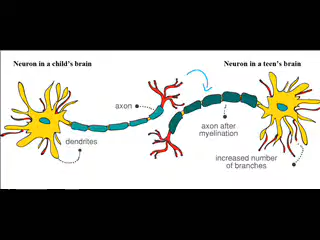 Neuron in a child's brain
Neuron in a teen's brain
axon
dendrites
axon after
myelination
increased number
of branches